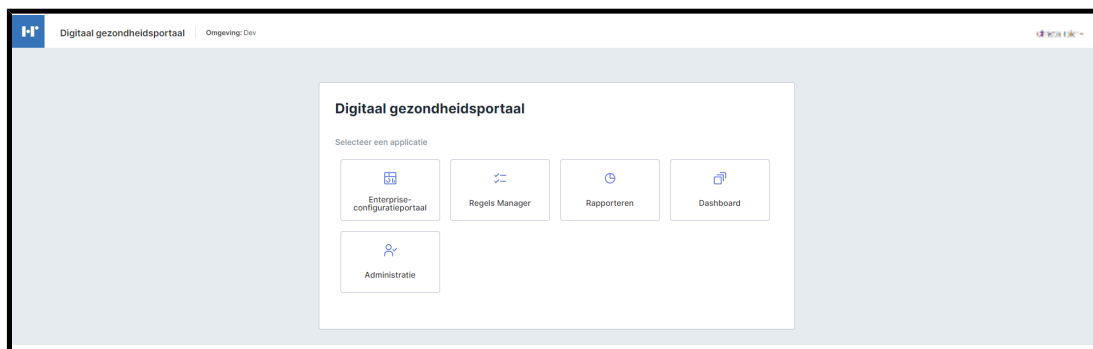 Digitaal gezondheidsportaal
Omgeving: Dev
Digitaal gezondheidsportaal
Selecteer een applicatie
Enterprise-
configuratieportaal
Regels Manager
Rapporteren
Dashboard
Administratie